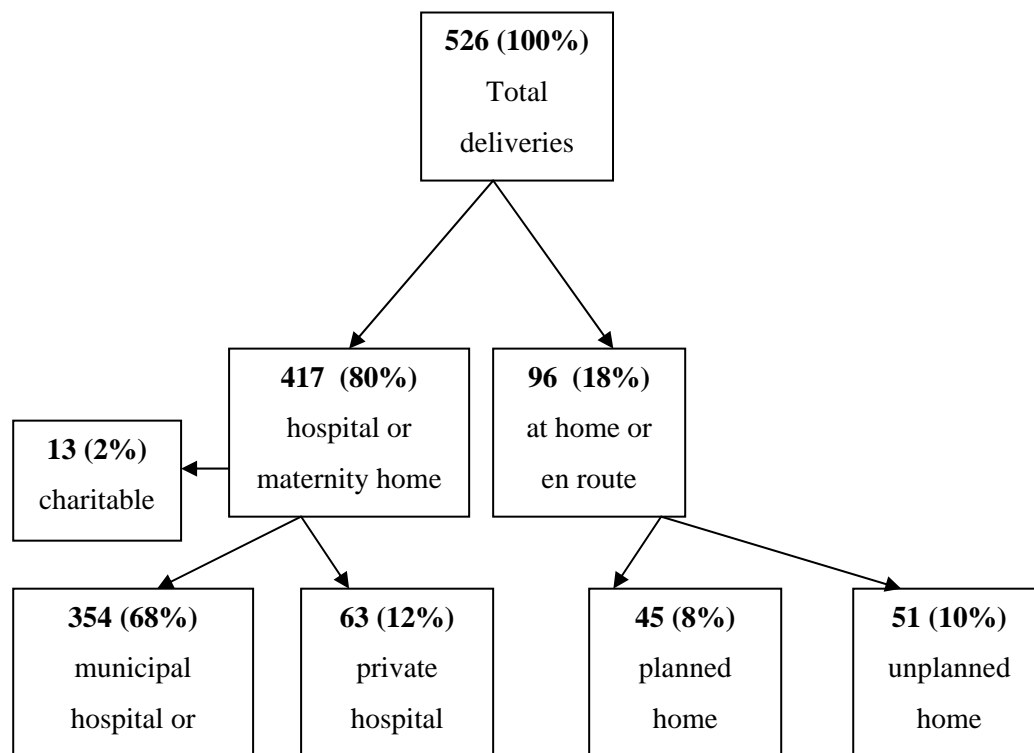 526 (100%)
Total
deliveries
417 (80%)
hospital or
maternity home
96 (18%)
at home or
en route
13 (2%)
charitable
354 (68%)
municipal
hospital or
63 (12%)
private
hospital
45 (8%)
planned
home
51 (10%)
unplanned
home